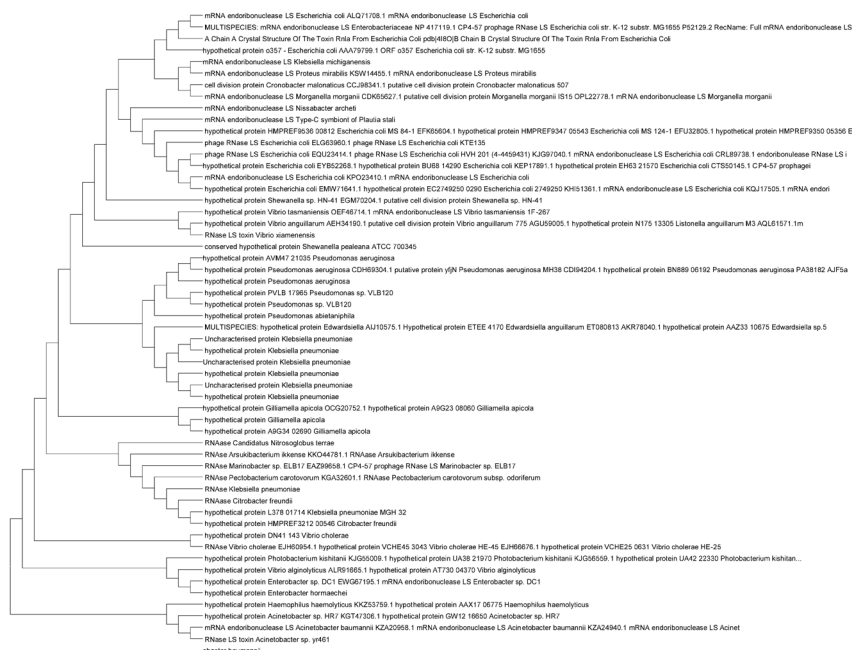 mRNA endoribonuclease LS Escherichia coli ALQ71708.1 mRNA endoribonuclease LS Escherichia coli
MULTISPECIES: mRNA endoribonuclease LS Enterobacteriaceae NP 417119.1 CP4-57 prophage RNase LS Escherichia coli str. K-12 substr. MG1655 P52129.2 RecName: Full mRNA endoribonuclease LS
A Chain A Crystal Structure Of The Toxin Rnla From Escherichia Coli pdb|4I8O|B Chain B Crystal Structure Of The Toxin Rnla From Escherichia Coli
hypothetical protein o357 - Escherichia coli AAA79799.1 ORF o357 Escherichia coli str. K-12 substr. MG1655
mRNA endoribonuclease LS Klebsiella michiganensis
mRNA endoribonuclease LS Proteus mirabilis KSW14455.1 mRNA endoribonuclease LS Proteus mirabilis
cell division protein Cronobacter malonaticus CCJ98341.1 putative cell division protein Cronobacter malonaticus 507
mRNA endoribonuclease LS Morganella morganii CDK65627.1 putative cell division protein Morganella morganii IS15 OPL22778.1 mRNA endoribonuclease LS Morganella morganii
mRNA endoribonuclease LS Nissabacter archeti
mRNA endoribonuclease LS Type-C symbiont of Plautia stali
hypothetical protein HMPREF9536 00812 Escherichia coli MS 84-1 EFK65604.1 hypothetical protein HMPREF9347 05543 Escherichia coli MS 124-1 EFU32805.1 hypothetical protein HMPREF9350 05356 E
phage RNase LS Escherichia coli ELG63960.1 phage RNase LS Escherichia coli KTE135
phage RNase LS Escherichia coli EQU23414.1 phage RNase LS Escherichia coli HVH 201 (4-4459431) KJG97040.1 mRNA endoribonuclease LS Escherichia coli CRL89738.1 endoribonulease RNase LS i
hypothetical protein Escherichia coli EYB52268.1 hypothetical protein BU68 14290 Escherichia coli KEP17891.1 hypothetical protein EH63 21570 Escherichia coli CTS50145.1 CP4-57 prophagei
mRNA endoribonuclease LS Escherichia coli KPO23410.1 mRNA endoribonuclease LS Escherichia coli
hypothetical protein Escherichia coli EMW71641.1 hypothetical protein EC2749250 0290 Escherichia coli 2749250 KHI51361.1 mRNA endoribonuclease LS Escherichia coli KQJ17505.1 mRNA endori
hypothetical protein Shewanella sp. HN-41 EGM70204.1 putative cell division protein Shewanella sp. HN-41
hypothetical protein Vibrio tasmaniensis OEF46714.1 mRNA endoribonuclease LS Vibrio tasmaniensis 1F-267
hypothetical protein Vibrio anguillarum AEH34190.1 putative cell division protein Vibrio anguillarum 775 AGU59005.1 hypothetical protein N175 13305 Listonella anguillarum M3 AQL61571.1m
RNase LS toxin Vibrio xiamenensis
conserved hypothetical protein Shewanella pealeana ATCC 700345
hypothetical protein AVM47 21035 Pseudomonas aeruginosa
hypothetical protein Pseudomonas aeruginosa CDH69304.1 putative protein yfjN Pseudomonas aeruginosa MH38 CDI94204.1 hypothetical protein BN889 06192 Pseudomonas aeruginosa PA38182 AJF5a
hypothetical protein Pseudomonas aeruginosa
hypothetical protein PVLB 17965 Pseudomonas sp. VLB120
hypothetical protein Pseudomonas sp. VLB120
hypothetical protein Pseudomonas abietaniphila
MULTISPECIES: hypothetical protein Edwardsiella AIJ10575.1 Hypothetical protein ETEE 4170 Edwardsiella anguillarum ET080813 AKR78040.1 hypothetical protein AAZ33 10675 Edwardsiella sp.5
Uncharacterised protein Klebsiella pneumoniae
hypothetical protein Klebsiella pneumoniae
Uncharacterised protein Klebsiella pneumoniae
hypothetical protein Klebsiella pneumoniae
Uncharacterised protein Klebsiella pneumoniae
hypothetical protein Klebsiella pneumoniae
hypothetical protein Gilliamella apicola OCG20752.1 hypothetical protein A9G23 08060 Gilliamella apicola
hypothetical protein Gilliamella apicola
hypothetical protein A9G34 02690 Gilliamella apicola
RNAase Candidatus Nitrosoglobus terrae
RNAse Arsukibacterium ikkense KKO44781.1 RNAase Arsukibacterium ikkense
RNAse Marinobacter sp. ELB17 EAZ99658.1 CP4-57 prophage RNase LS Marinobacter sp. ELB17
RNAse Pectobacterium carotovorum KGA32601.1 RNAase Pectobacterium carotovorum subsp. odoriferum
RNAse Klebsiella pneumoniae
RNAase Citrobacter freundii
hypothetical protein L378 01714 Klebsiella pneumoniae MGH 32
hypothetical protein HMPREF3212 00546 Citrobacter freundii
hypothetical protein DN41 143 Vibrio cholerae
RNAse Vibrio cholerae EJH60954.1 hypothetical protein VCHE45 3043 Vibrio cholerae HE-45 EJH66676.1 hypothetical protein VCHE25 0631 Vibrio cholerae HE-25
hypothetical protein Photobacterium kishitanii KJG55009.1 hypothetical protein UA38 21970 Photobacterium kishitanii KJG56559.1 hypothetical protein UA42 22330 Photobacterium kishitan...
hypothetical protein Vibrio alginolyticus ALR91665.1 hypothetical protein AT730 04370 Vibrio alginolyticus
hypothetical protein Enterobacter sp. DC1 EWG67195.1 mRNA endoribonuclease LS Enterobacter sp. DC1
hypothetical protein Enterobacter hormaechei
hypothetical protein Haemophilus haemolyticus KKZ53759.1 hypothetical protein AAX17 06775 Haemophilus haemolyticus
hypothetical protein Acinetobacter sp. HR7 KGT47306.1 hypothetical protein GW12 16650 Acinetobacter sp. HR7
mRNA endoribonuclease LS Acinetobacter baumannii KZA20958.1 mRNA endoribonuclease LS Acinetobacter baumannii KZA24940.1 mRNA endoribonuclease LS Acinet
RNase LS toxin Acinetobacter sp. yr461